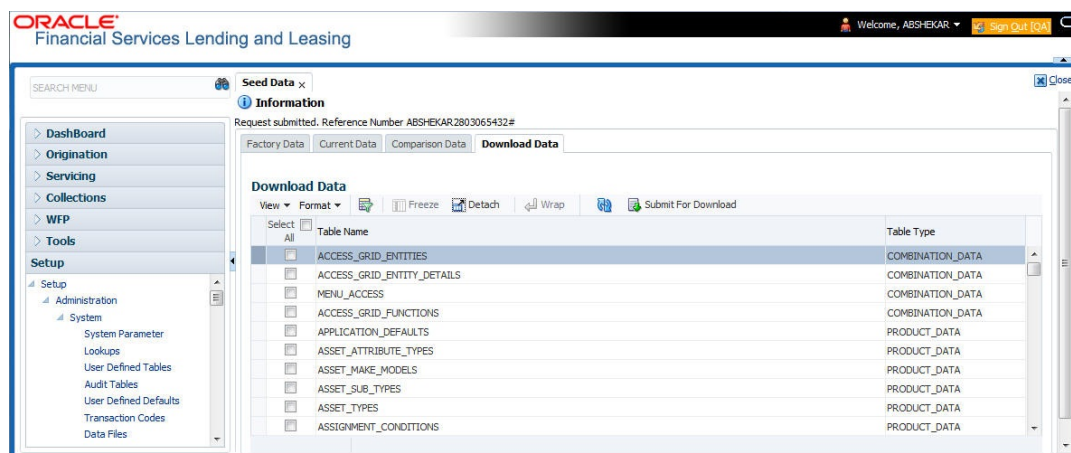 ORACLE
Financial Services Lending and Leasing
Welcome, ABSHEKAR
Sign Out [QA]
SEARCH MENU
DashBoard
Origination
Servicing
Collections
WFP
Tools
Setup
Setup
Administration
System
System Parameter
Lookups
User Defined Tables
Audit Tables
User Defined Defaults
Transaction Codes
Data Files
Seed Data x
Close
Information
Request submitted. Reference Number ABSHEKAR2803065432#
Factory Data Current Data Comparison Data Download Data
Download Data
View Format Freeze Detach Wrap Submit For Download
Select All Table Name Table Type
ACCESS_GRID_ENTITIES COMBINATION_DATA
ACCESS_GRID_ENTITY_DETAILS COMBINATION_DATA
MENU_ACCESS COMBINATION_DATA
ACCESS_GRID_FUNCTIONS COMBINATION_DATA
APPLICATION_DEFAULTS PRODUCT_DATA
ASSET_ATTRIBUTE_TYPES PRODUCT_DATA
ASSET_MAKE_MODELS PRODUCT_DATA
ASSET_SUB_TYPES PRODUCT_DATA
ASSET_TYPES PRODUCT_DATA
ASSIGNMENT_CONDITIONS PRODUCT_DATA